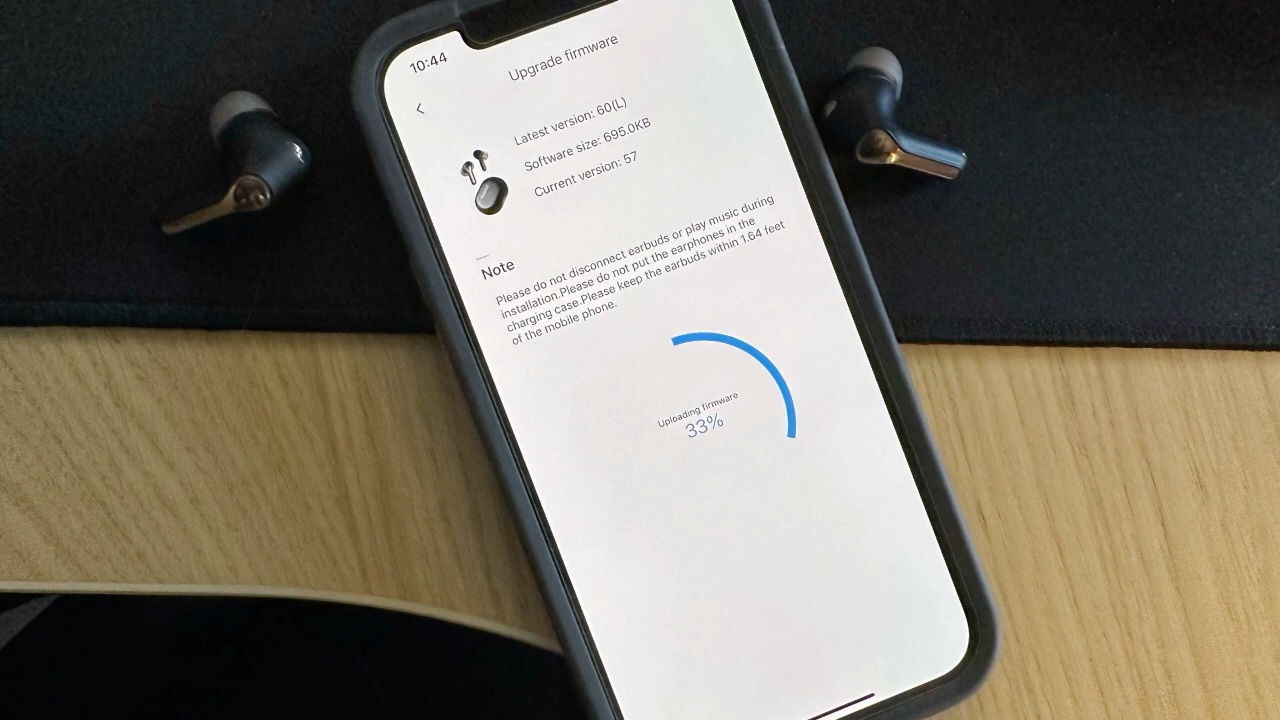 10:44
Upgrade firmware
Latest version: 60(L)
Software size: 695.0KB
Current version: 57
Note
Please do not disconnect earbuds or play music during
installation.Please do not put the earphones in the
charging case.Please keep the earbuds within 1.64 feet
of the mobile phone.
Uploading firmware
33%